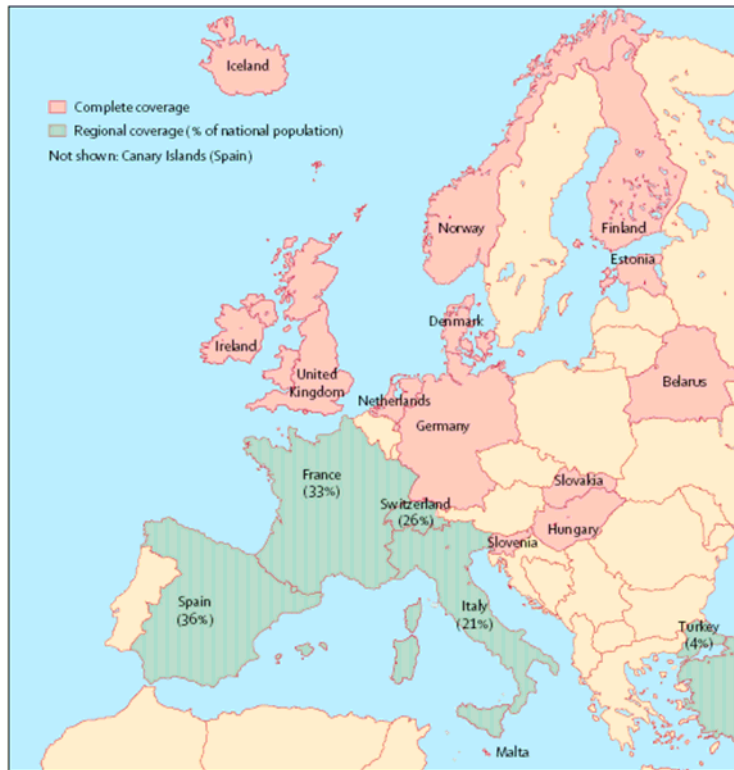 Iceland
Complete coverage
Regional coverage (% of national population)
Not shown: Canary Islands (Spain)
Norway
Finland
Estonia
Denmark
Ireland
United
Kingdom
Belarus
Netherlands
Germany
France
(33%)
Slovakia
Switzerland
(26%)
Hungary
Slovenia
Spain
(36%)
Italy
(21%)
Turkey
(4%)
Malta